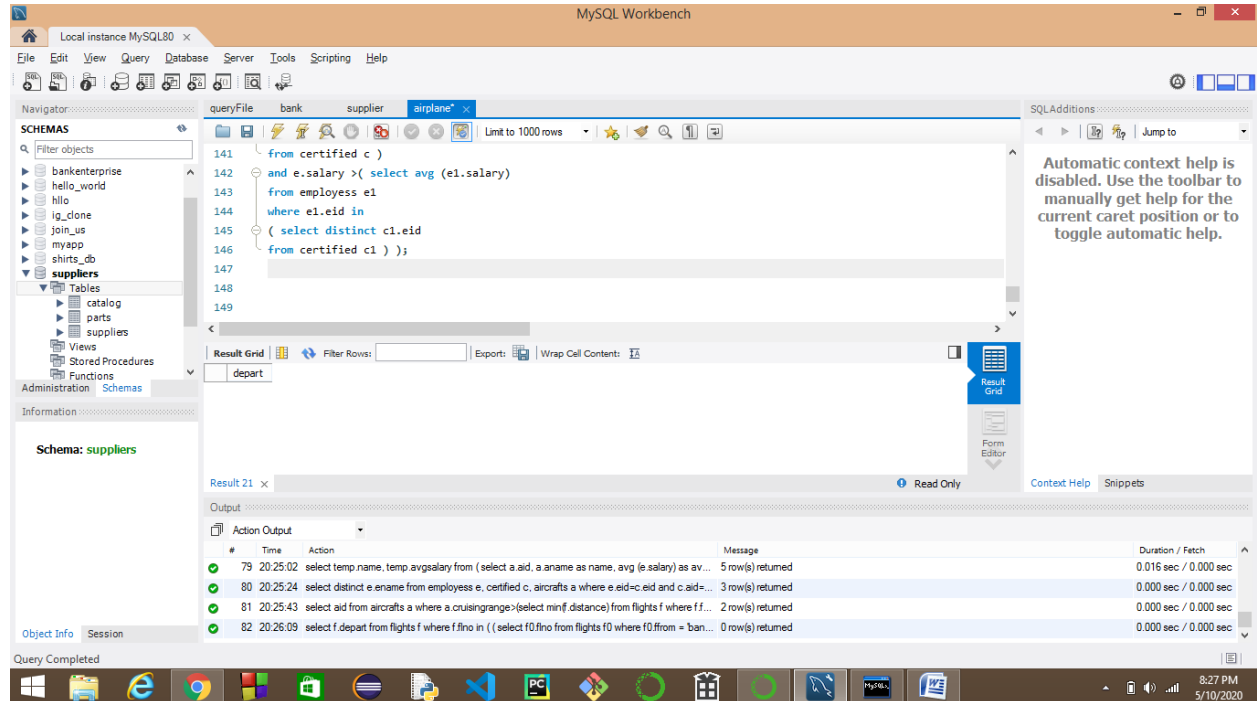 MySQL Workbench
Local instance MySQL80
File Edit View Query Database Server Tools Scripting Help
Navigator
SCHEMAS
Filter objects
bankenterprise
hello_world
hllo
ig_clone
join_us
myapp
shirts_db
suppliers
Tables
catalog
parts
suppliers
Views
Stored Procedures
Functions
Administration Schemas
Information
Schema: suppliers
Object Info Session
queryFile bank supplier airplane*
Limit to 1000 rows
141 from certified c )
142 and e.salary >( select avg (e1.salary)
143 from employess e1
144 where e1.eid in
145 ( select distinct c1.eid
146 from certified c1 ) );
147
148
149
Result Grid Filter Rows: Export: Wrap Cell Content:
depart
Result Grid
Form Editor
Result 21 Read Only
SQLAdditions
Jump to
Automatic context help is
disabled. Use the toolbar to
manually get help for the
current caret position or to
toggle automatic help.
Context Help Snippets
Output
Action Output
# Time Action Message Duration / Fetch
79 20:25:02 select temp.name, temp.avgsalary from ( select a.aid, a.aname as name, avg (e.salary) as av... 5 row(s) returned 0.016 sec / 0.000 sec
80 20:25:24 select distinct e.ename from employess e, certified c, aircrafts a where e.eid=c.eid and c.aid=... 3 row(s) returned 0.000 sec / 0.000 sec
81 20:25:43 select aid from aircrafts a where a.cruisingrange>(select min(f.distance) from flights f where f.f... 2 row(s) returned 0.000 sec / 0.000 sec
82 20:26:09 select f.depart from flights f where f.flno in ( ( select f0.flno from flights f0 where f0.ffrom = 'ban... 0 row(s) returned 0.000 sec / 0.000 sec
Query Completed
8:27 PM
5/10/2020